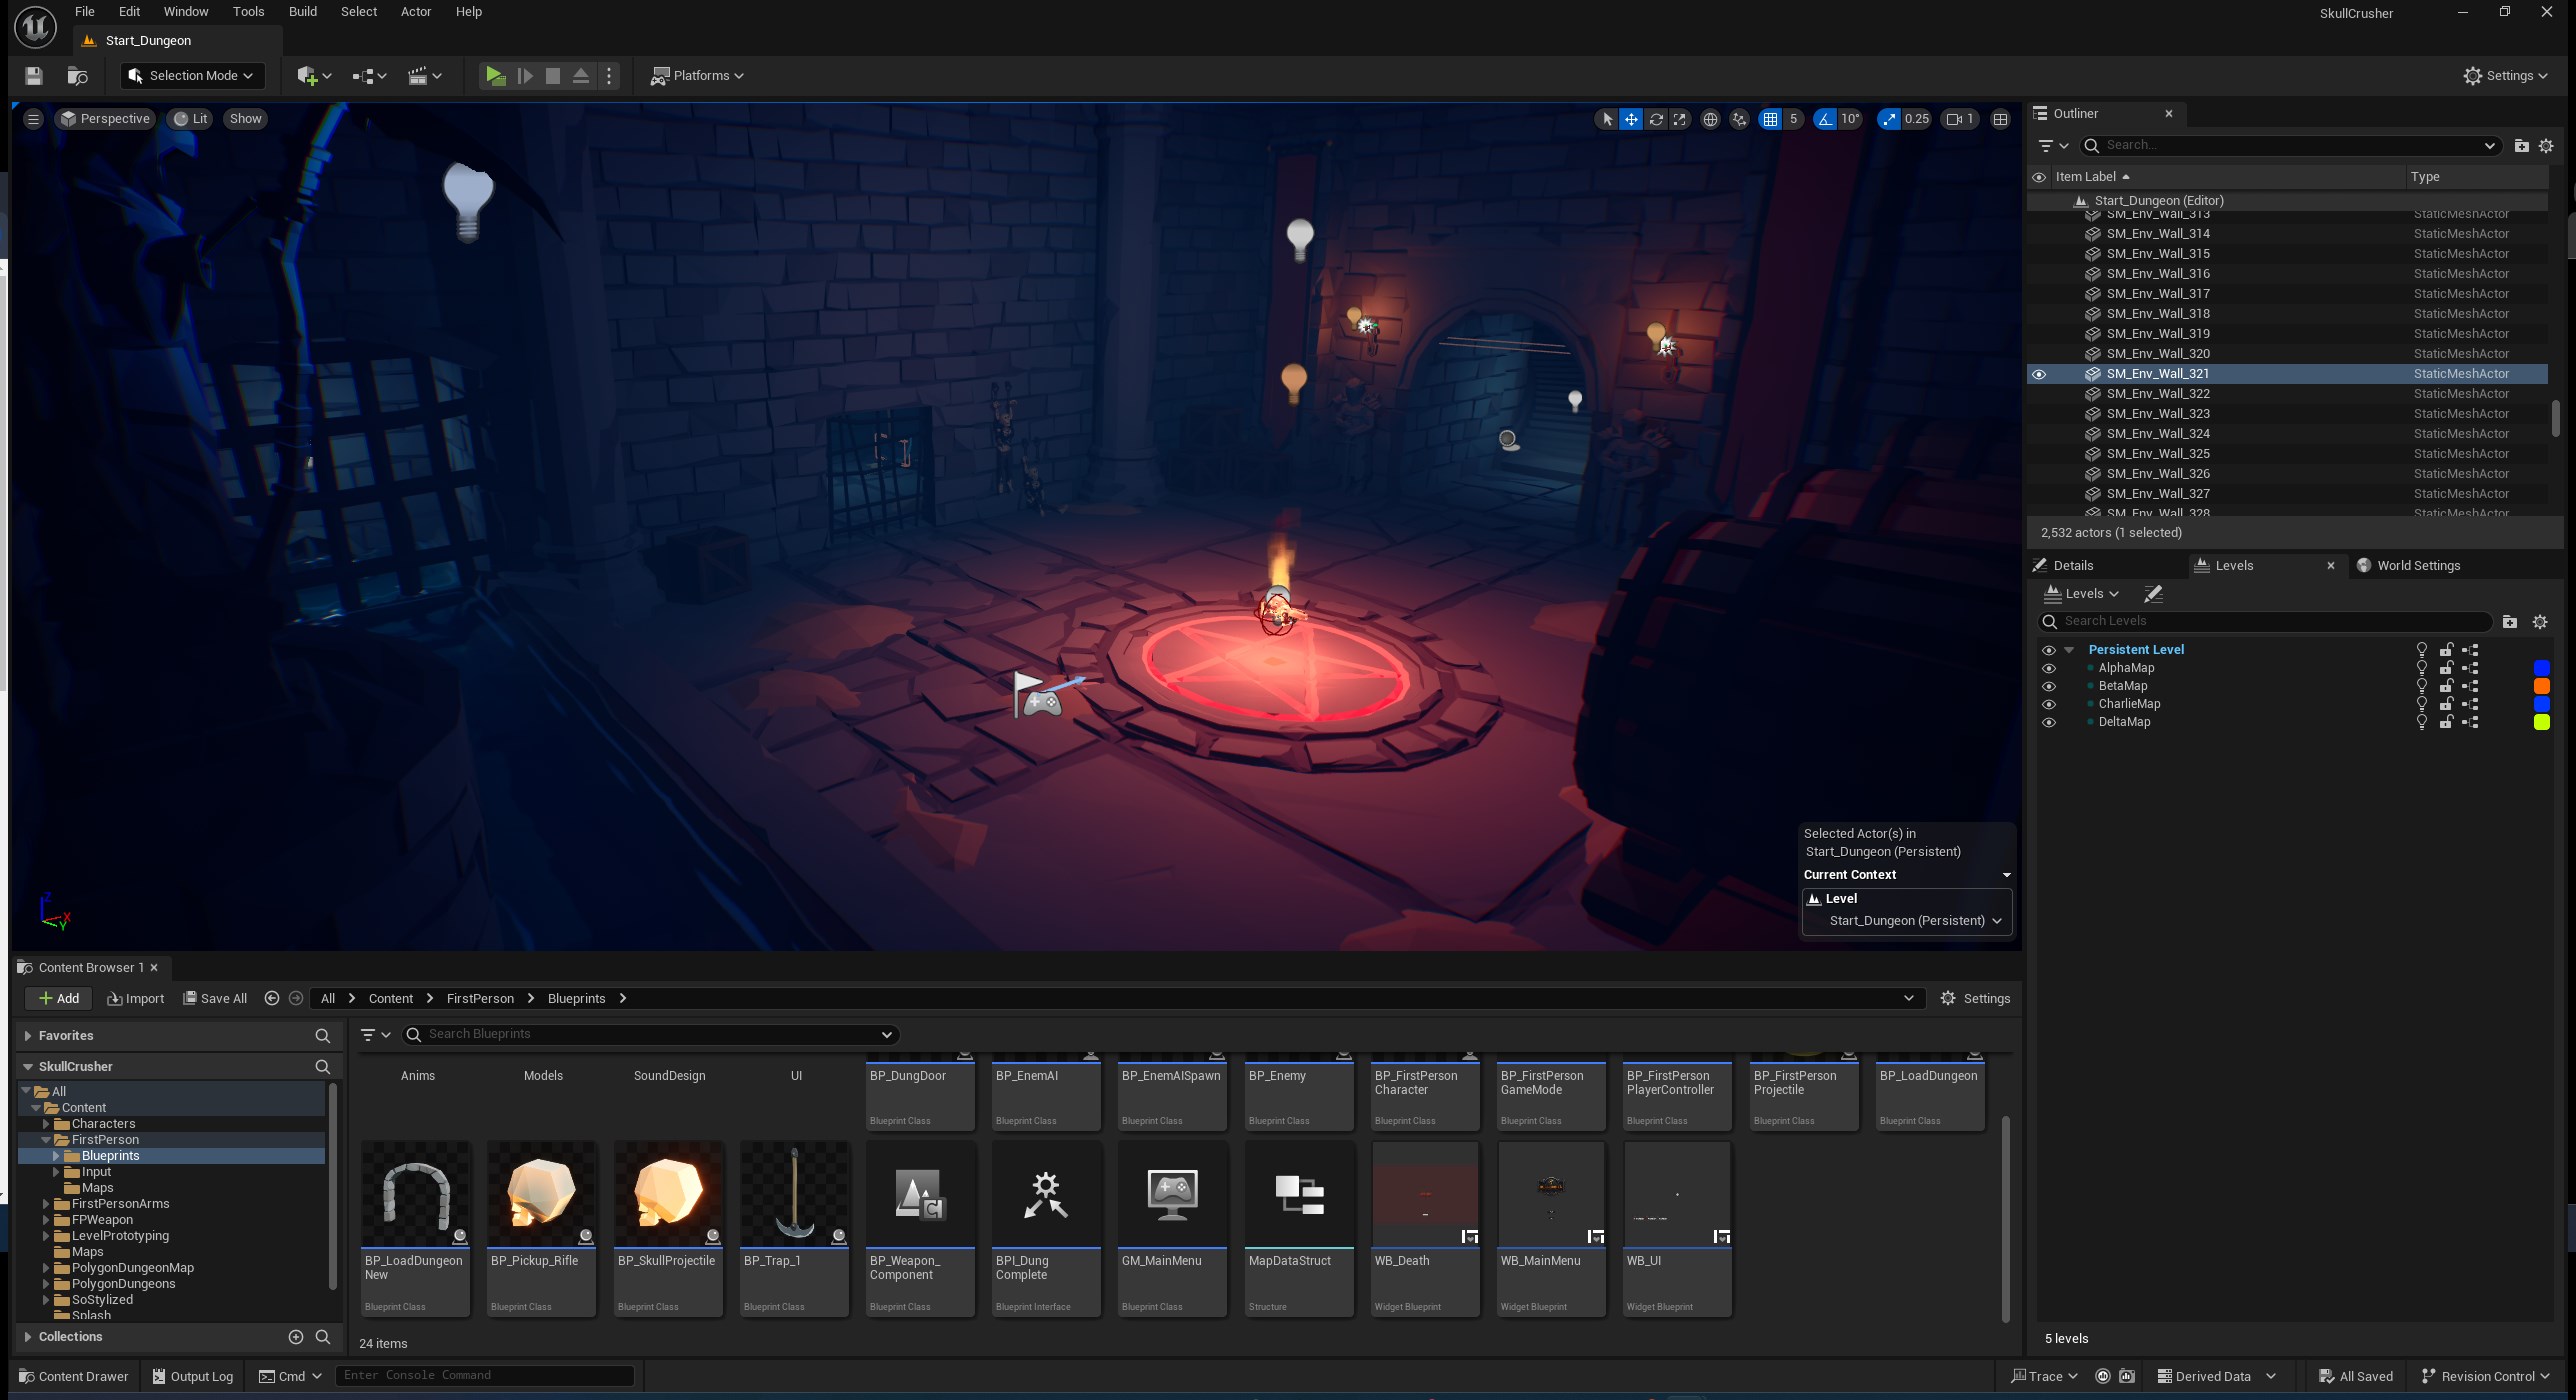 File Edit Window Tools Build Select Actor Help
SkullCrusher
Start_Dungeon
Selection Mode
Platforms
Settings
Perspective Lit Show
5 10° 0.25 1
Outliner
Search...
Item Label Type
Start_Dungeon (Editor)
SM_Env_Wall_313 StaticMeshActor
SM_Env_Wall_314 StaticMeshActor
SM_Env_Wall_315 StaticMeshActor
SM_Env_Wall_316 StaticMeshActor
SM_Env_Wall_317 StaticMeshActor
SM_Env_Wall_318 StaticMeshActor
SM_Env_Wall_319 StaticMeshActor
SM_Env_Wall_320 StaticMeshActor
SM_Env_Wall_321 StaticMeshActor
SM_Env_Wall_322 StaticMeshActor
SM_Env_Wall_323 StaticMeshActor
SM_Env_Wall_324 StaticMeshActor
SM_Env_Wall_325 StaticMeshActor
SM_Env_Wall_326 StaticMeshActor
SM_Env_Wall_327 StaticMeshActor
SM_Env_Wall_328 StaticMeshActor
2,532 actors (1 selected)
Details Levels World Settings
Levels
Search Levels
Persistent Level
AlphaMap
BetaMap
CharlieMap
DeltaMap
5 levels
Selected Actor(s) in
Start_Dungeon (Persistent)
Current Context
Level
Start_Dungeon (Persistent)
Z
X
Y
Content Browser 1
Add Import Save All All Content FirstPerson Blueprints Settings
Favorites
SkullCrusher
All
Content
Characters
FirstPerson
Blueprints
Input
Maps
FirstPersonArms
FPWeapon
LevelPrototyping
Maps
PolygonDungeonMap
PolygonDungeons
SoStylized
Splash
Collections
Search Blueprints
Anims Models SoundDesign UI BP_DungDoor BP_EnemAI BP_EnemAISpawn BP_Enemy BP_FirstPerson BP_FirstPerson BP_FirstPerson BP_FirstPerson BP_LoadDungeon
Character GameMode PlayerController Projectile
Blueprint Class Blueprint Class Blueprint Class Blueprint Class Blueprint Class Blueprint Class Blueprint Class Blueprint Class Blueprint Class
BP_LoadDungeon BP_Pickup_Rifle BP_SkullProjectile BP_Trap_1 BP_Weapon_ BPI_Dung GM_MainMenu MapDataStruct WB_Death WB_MainMenu WB_UI
New Component Complete
Blueprint Class Blueprint Class Blueprint Class Blueprint Class Blueprint Class Blueprint Interface Blueprint Class Structure Widget Blueprint Widget Blueprint Widget Blueprint
24 items
Content Drawer Output Log Cmd Enter Console Command Trace Derived Data All Saved Revision Control